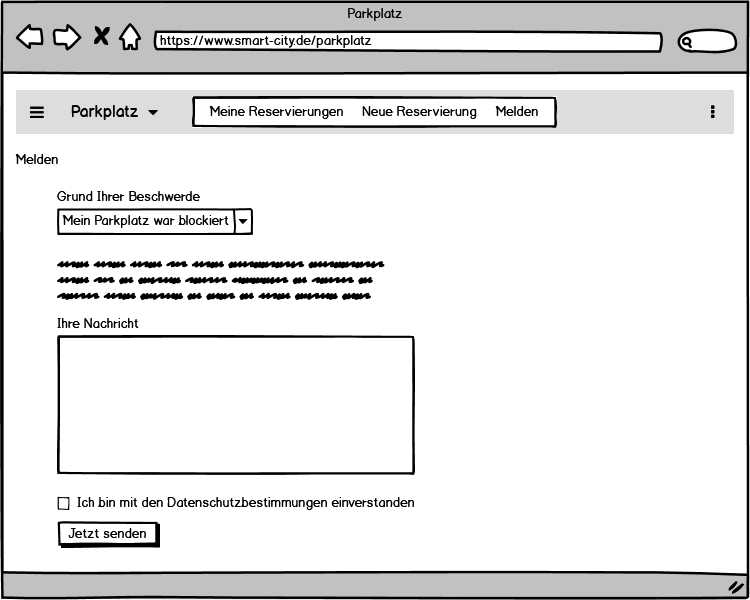 Parkplatz
https://www.smart-city.de/parkplatz
Parkplatz
Meine Reservierungen Neue Reservierung Melden
Melden
Grund Ihrer Beschwerde
Mein Parkplatz war blockiert
Ihre Nachricht
Ich bin mit den Datenschutzbestimmungen einverstanden
Jetzt senden